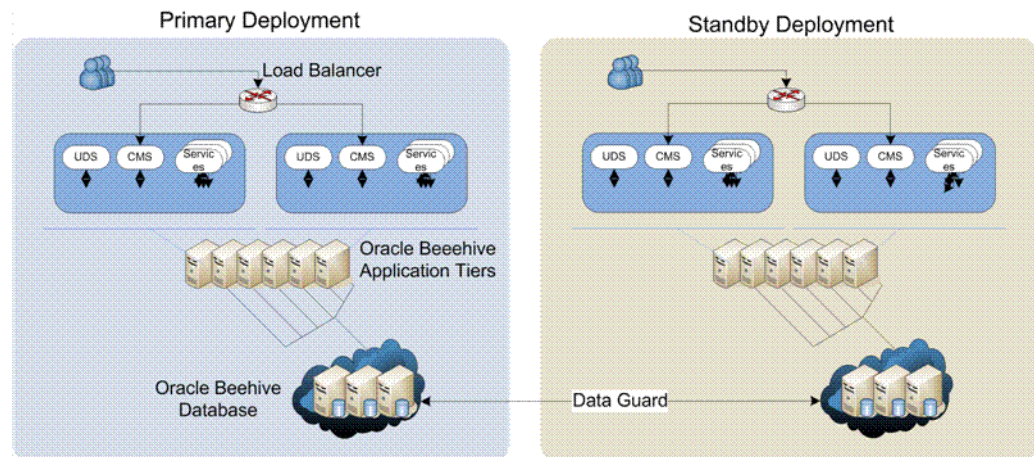 Primary Deployment
Standby Deployment
Load Balancer
UDS
CMS
Servic
es
UDS
CMS
Servic
es
UDS
CMS
Servic
es
UDS
CMS
Servic
es
Oracle Beeehive
Application Tiers
Oracle Beehive
Database
Data Guard